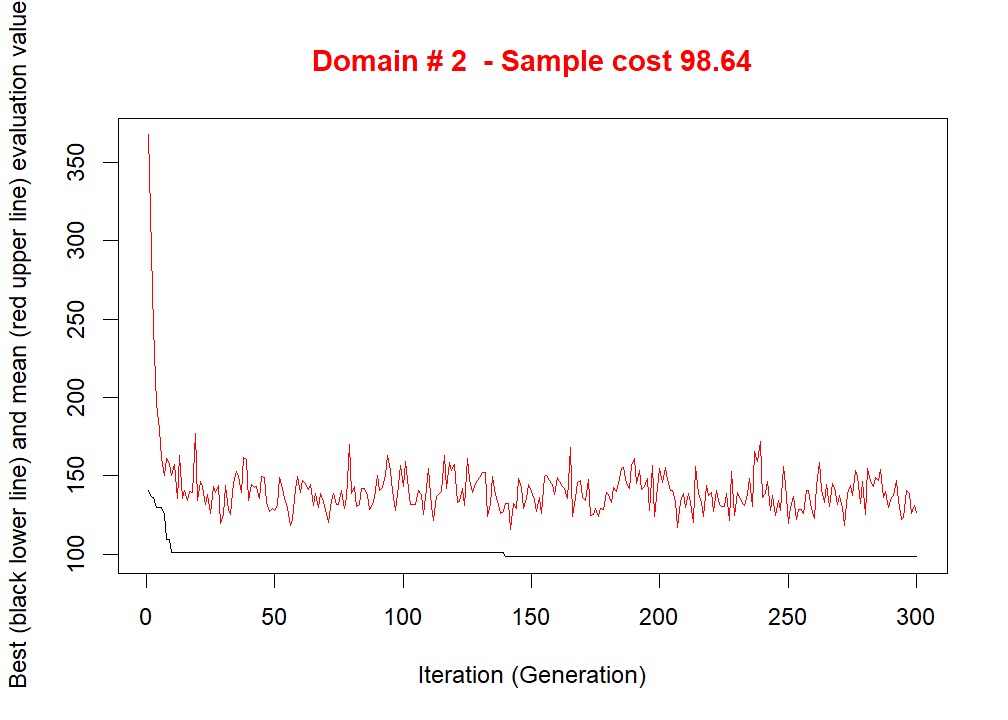 Domain # 2  - Sample cost 98.64
Best (black lower line) and mean (red upper line) evaluation value
350
300
250
200
150
100
0 50 100 150 200 250 300
Iteration (Generation)